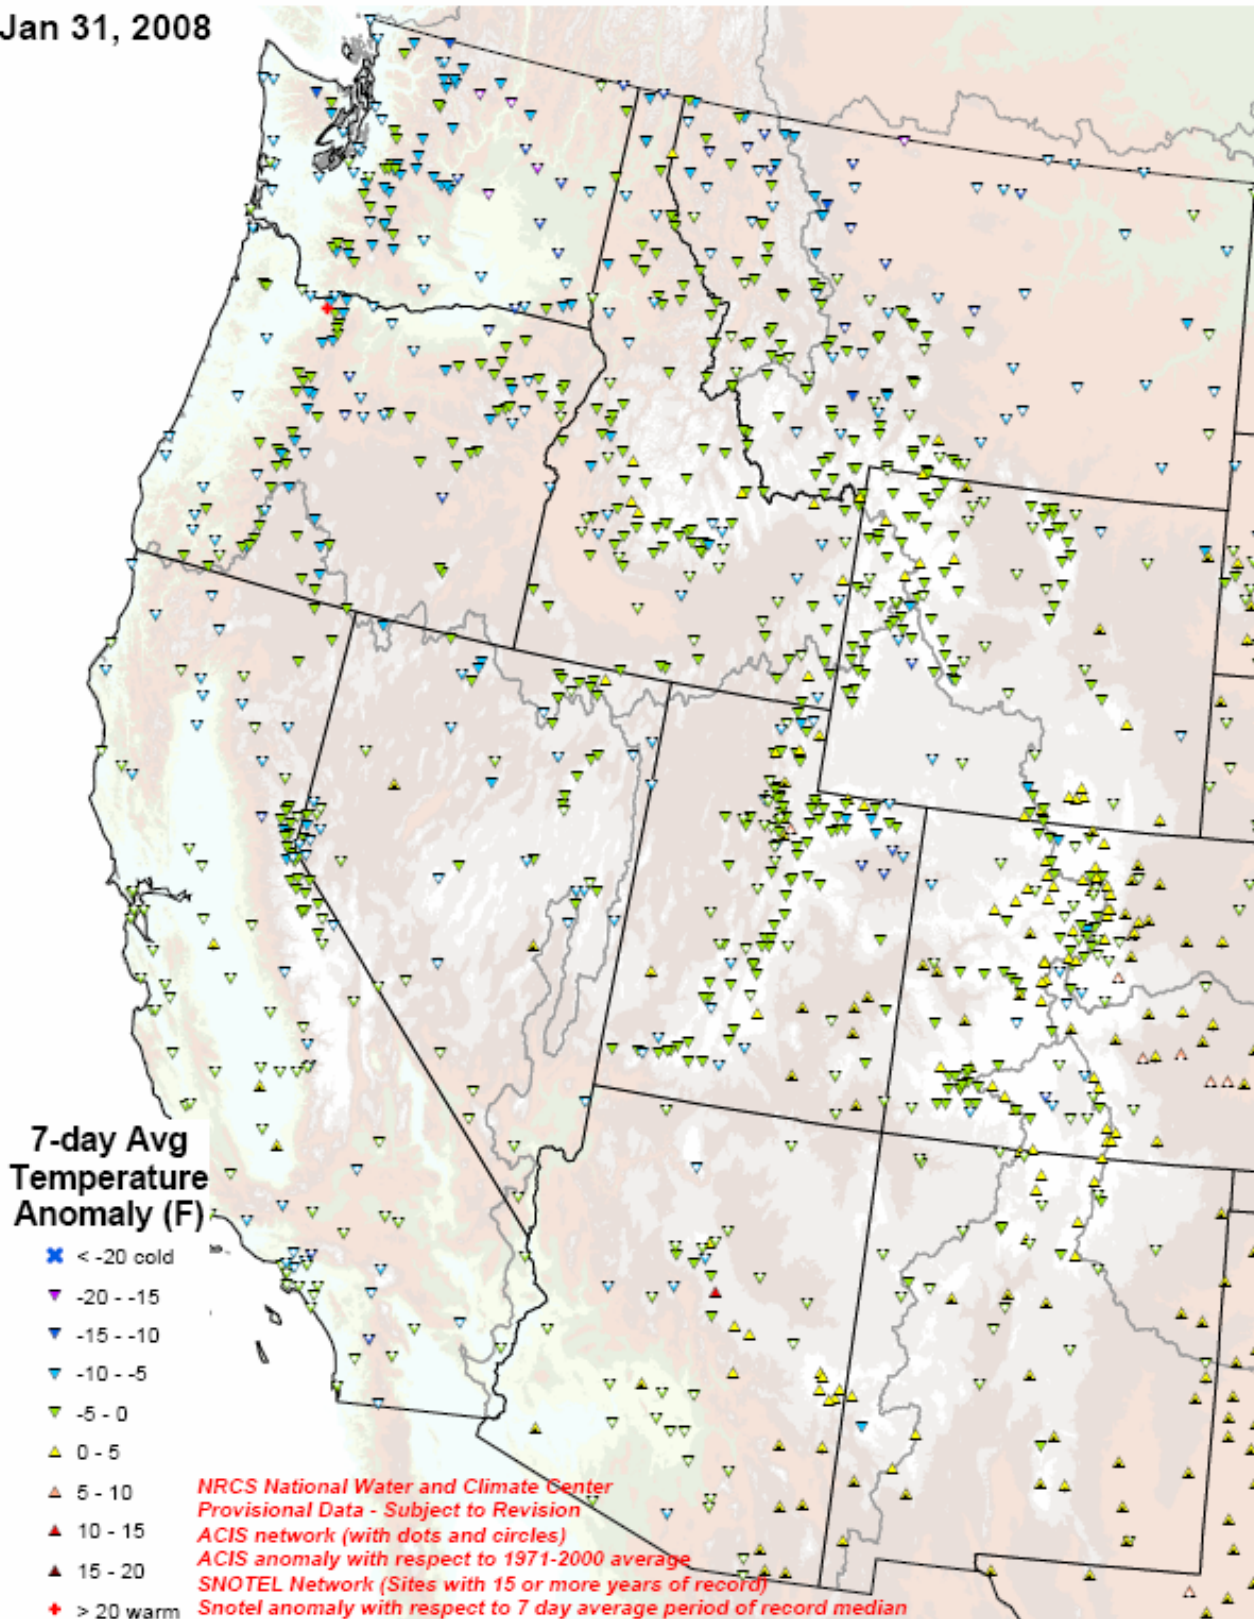 Jan 31, 2008
7-day Avg
Temperature
Anomaly (F)
< -20 cold
-20 - -15
-15 - -10
-10 - -5
-5 - 0
0 - 5
5 - 10
10 - 15
15 - 20
> 20 warm
NRCS National Water and Climate Center
Provisional Data - Subject to Revision
ACIS network (with dots and circles)
ACIS anomaly with respect to 1971-2000 average
SNOTEL Network (Sites with 15 or more years of record)
Snotel anomaly with respect to 7 day average period of record median